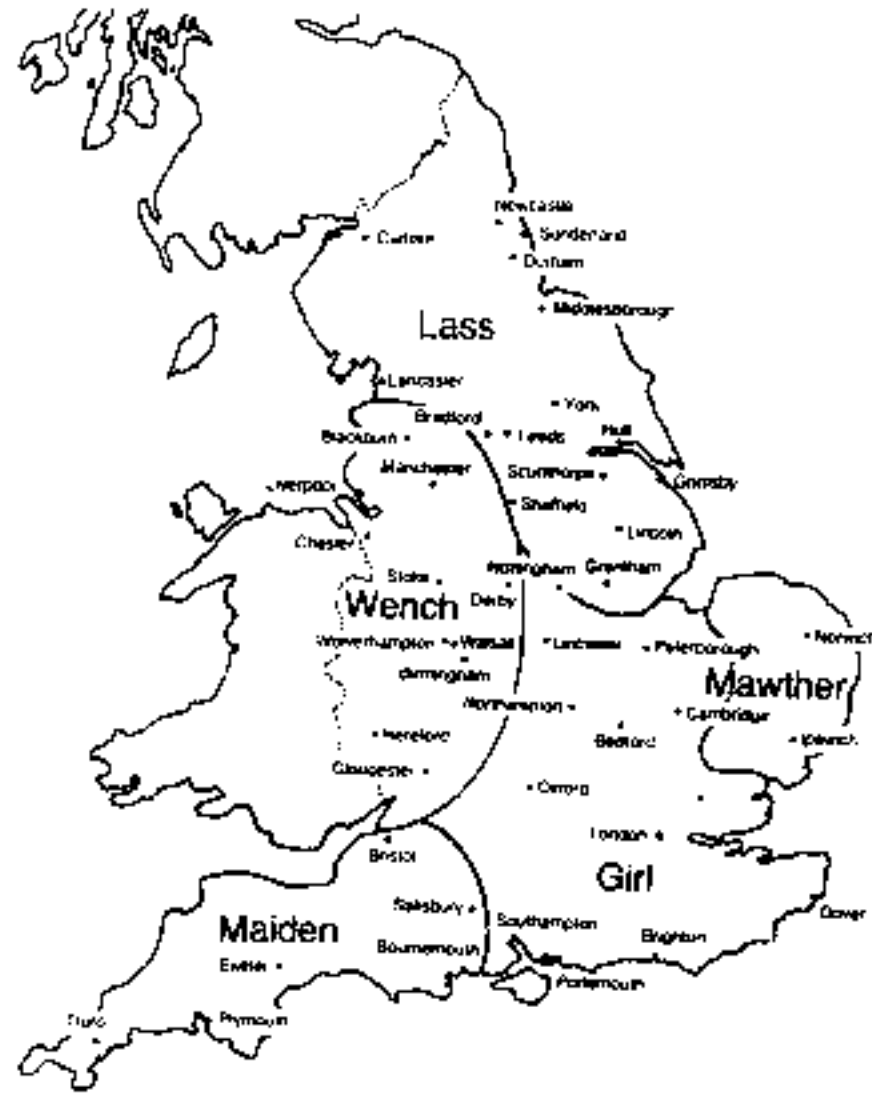 Newcastle
Sunderland
Carlisle
Durham
Middlesborough
Lass
Lancaster
York
Bradford
Leeds
Hull
Blackburn
Manchester
Scunthorpe
Grimsby
Liverpool
Sheffield
Lincoln
Chester
Nottingham
Grantham
Stoke
Derby
Wench
Wolverhampton
Walsall
Leicester
Peterborough
Norwich
Birmingham
Mawther
Northampton
Cambridge
Hereford
Bedford
Ipswich
Gloucester
Oxford
London
Bristol
Girl
Salisbury
Southampton
Dover
Maiden
Bournemouth
Brighton
Exeter
Portsmouth
Truro
Plymouth